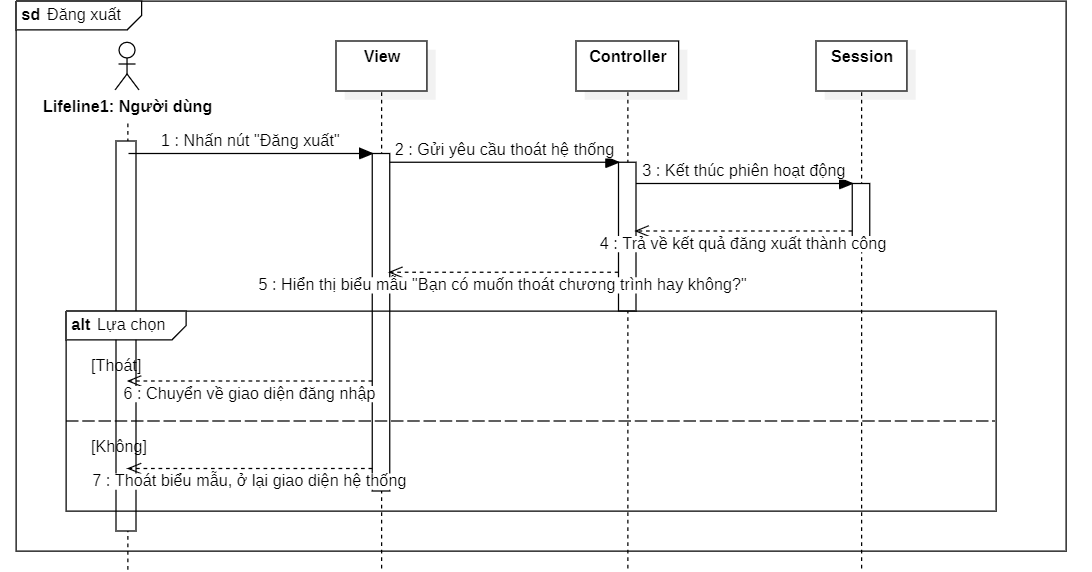 sd Đăng xuất
View
Controller
Session
Lifeline1: Người dùng
1 : Nhấn nút "Đăng xuất"
2 : Gửi yêu cầu thoát hệ thống
3 : Kết thúc phiên hoạt động
4 : Trả về kết quả đăng xuất thành công
5 : Hiển thị biểu mẫu "Bạn có muốn thoát chương trình hay không?"
alt Lựa chọn
[Thoát]
6 : Chuyển về giao diện đăng nhập
[Không]
7 : Thoát biểu mẫu, ở lại giao diện hệ thống